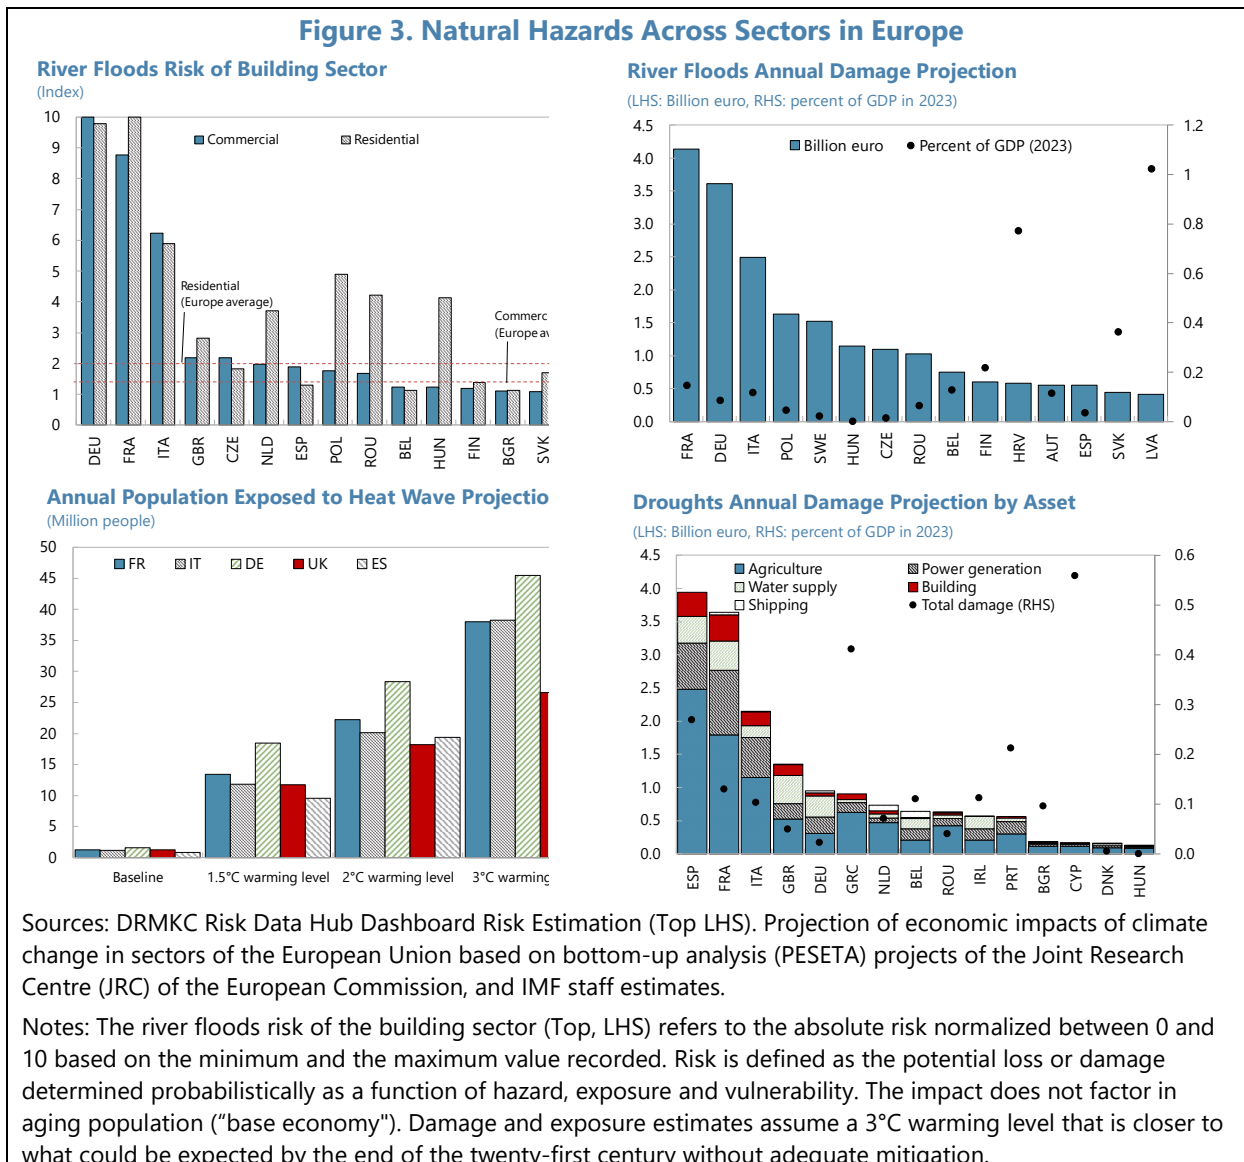 Figure 3. Natural Hazards Across Sectors in Europe
River Floods Risk of Building Sector
(Index)
10
9
8
7
6
5
4
3
2
1
0
Commercial
Residential
Residential
(Europe average)
Commerc
(Europe av
DEU
FRA
ITA
GBR
CZE
NLD
ESP
POL
ROU
BEL
HUN
FIN
BGR
SVK
River Floods Annual Damage Projection
(LHS: Billion euro, RHS: percent of GDP in 2023)
4.5
4.0
3.5
3.0
2.5
2.0
1.5
1.0
0.5
0.0
Billion euro
Percent of GDP (2023)
1.2
1
0.8
0.6
0.4
0.2
0
FRA
DEU
ITA
POL
SWE
HUN
CZE
ROU
BEL
FIN
HRV
AUT
ESP
SVK
LVA
Annual Population Exposed to Heat Wave Projectio
(Million people)
50
45
40
35
30
25
20
15
10
5
0
FR
IT
DE
UK
ES
Baseline
1.5°C warming level
2°C warming level
3°C warming
Droughts Annual Damage Projection by Asset
(LHS: Billion euro, RHS: percent of GDP in 2023)
4.5
4.0
3.5
3.0
2.5
2.0
1.5
1.0
0.5
0.0
Agriculture
Power generation
Water supply
Building
Shipping
Total damage (RHS)
0.6
0.5
0.4
0.3
0.2
0.1
0.0
ESP
FRA
ITA
GBR
DEU
GRC
NLD
BEL
ROU
IRL
PRT
BGR
CYP
DNK
HUN
Sources: DRMKC Risk Data Hub Dashboard Risk Estimation (Top LHS). Projection of economic impacts of climate
change in sectors of the European Union based on bottom-up analysis (PESETA) projects of the Joint Research
Centre (JRC) of the European Commission, and IMF staff estimates.
Notes: The river floods risk of the building sector (Top, LHS) refers to the absolute risk normalized between 0 and
10 based on the minimum and the maximum value recorded. Risk is defined as the potential loss or damage
determined probabilistically as a function of hazard, exposure and vulnerability. The impact does not factor in
aging population (“base economy"). Damage and exposure estimates assume a 3°C warming level that is closer to
what could be expected by the end of the twenty-first century without adequate mitigation.